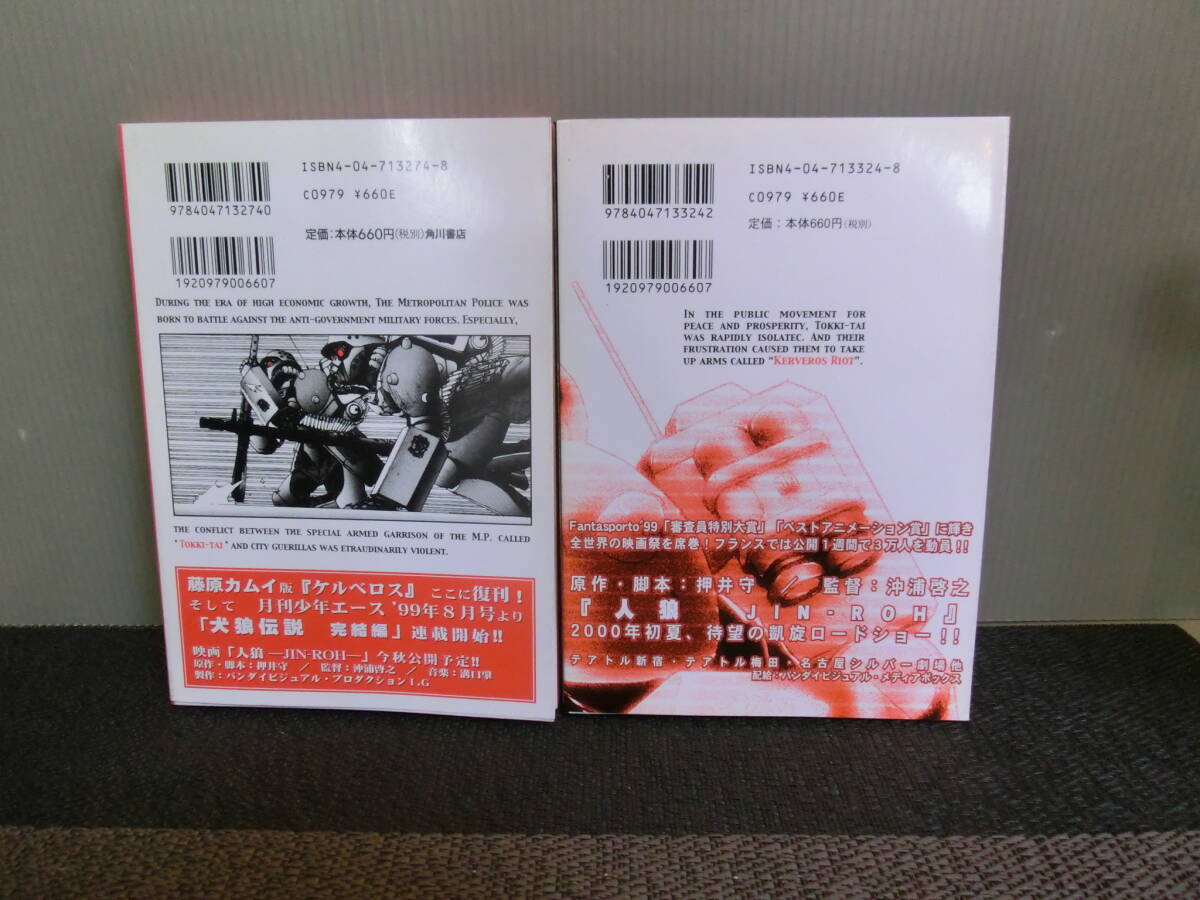 ISBN4-04-713274-8
C0979 ¥660E
9784047132740
定価:本体660円(税別)角川書店
1920979006607
DURING THE ERA OF HIGH ECONOMIC GROWTH, THE METROPOLITAN POLICE WAS
BORN TO BATTLE AGAINST THE ANTI-GOVERNMENT MILITARY FORCES. ESPECIALLY,
THE CONFLICT BETWEEN THE SPECIAL ARMED GARRISON OF THE M.P. CALLED
"TOKKI-TAI" AND CITY GUERILLAS WAS ETRAUDINARILY VIOLENT.
藤原カムイ版『ケルベロス』ここに復刊!
そして 月刊少年エース'99年8月号より
「犬狼伝説 完結編」連載開始!!
映画「人狼 ―JIN-ROH―」今秋公開予定!!
原作・脚本:押井守 / 監督:沖浦啓之 / 音楽:溝口肇
製作:バンダイビジュアル・プロダクションI.G
ISBN4-04-713324-8
C0979 ¥660E
9784047133242
定価:本体660円(税別)
1920979006607
IN THE PUBLIC MOVEMENT FOR
PEACE AND PROSPERITY, TOKKI-TAI
WAS RAPIDLY ISOLATEC. AND THEIR
FRUSTRATION CAUSED THEM TO TAKE
UP ARMS CALLED "KERVEROS RIOT".
Fantasporto'99「審査員特別大賞」「ベストアニメーション賞」に輝き
全世界の映画祭を席巻!フランスでは公開1週間で3万人を動員!!
原作・脚本:押井守 / 監督:沖浦啓之
『人狼 JIN-ROH』
2000年初夏、待望の凱旋ロードショー!!
テアトル新宿・テアトル梅田・名古屋シルバー劇場他
配給:バンダイビジュアル・メディアボックス